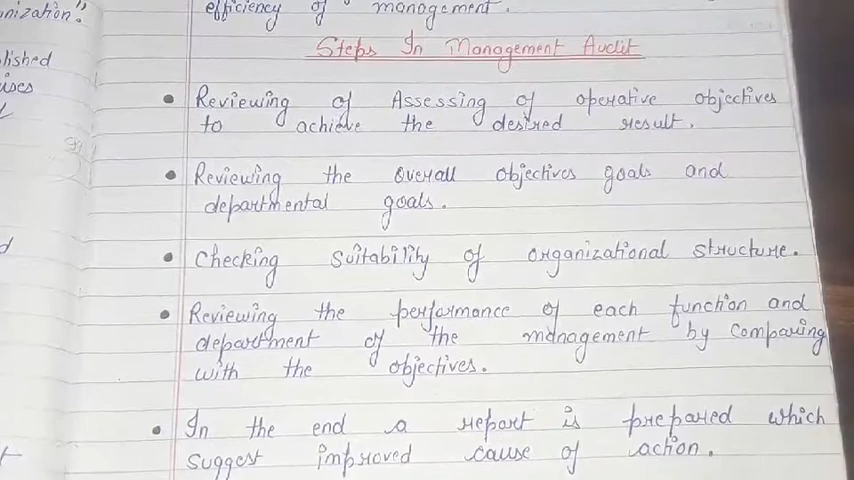 nization."
lished
efficiency of management.
Steps In Management Audit
• Reviewing of Assessing of operative objectives
to achieve the desired result.
• Reviewing the overall objectives goals and
departmental goals.
• Checking suitability of organizational structure.
• Reviewing the performance of each function and
department of the management by comparing
with the objectives.
• In the end a report is prepared which
suggest improved cause of action.